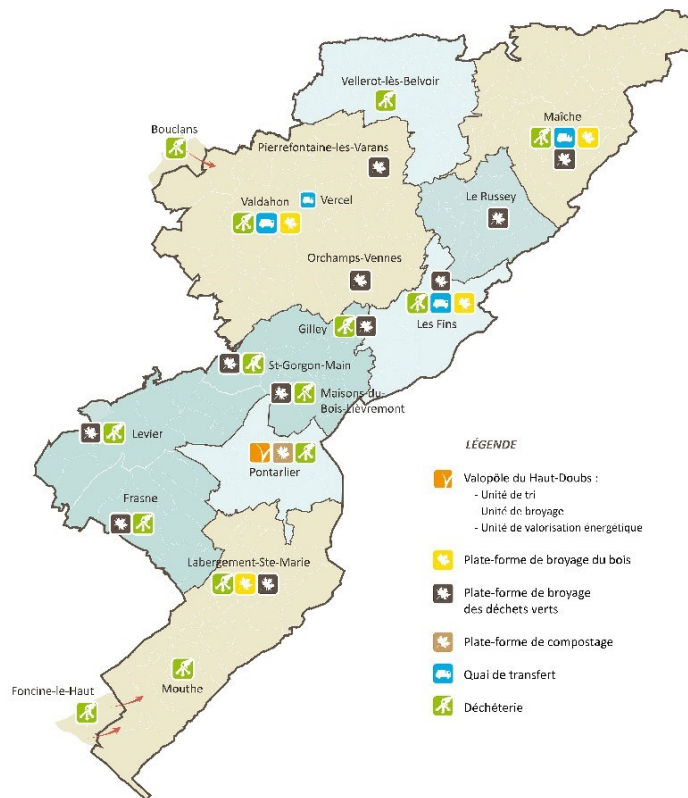 Vellerot-lès-Belvoir
Maîche
Bouclans
Pierrefontaine-les-Varans
Le Russey
Valdahon
Vercel
Orchamps-Vennes
Les Fins
Gilley
St-Gorgon-Main
Maisons-du-
Bois-Lièvremont
Levier
Pontarlier
Frasne
Labergement-Ste-Marie
Mouthe
Foncine-le-Haut
LÉGENDE
Valopôle du Haut-Doubs :
- Unité de tri
Unité de broyage
- Unité de valorisation énergétique
Plate-forme de broyage du bois
Plate-forme de broyage
des déchets verts
Plate-forme de compostage
Quai de transfert
Déchéterie